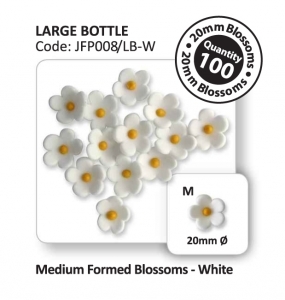 LARGE BOTTLE
Code: JFP008/LB-W
• 20mm Blossoms •
Quantity
100
20mm Blossoms
M
20mm Ø
Medium Formed Blossoms - White